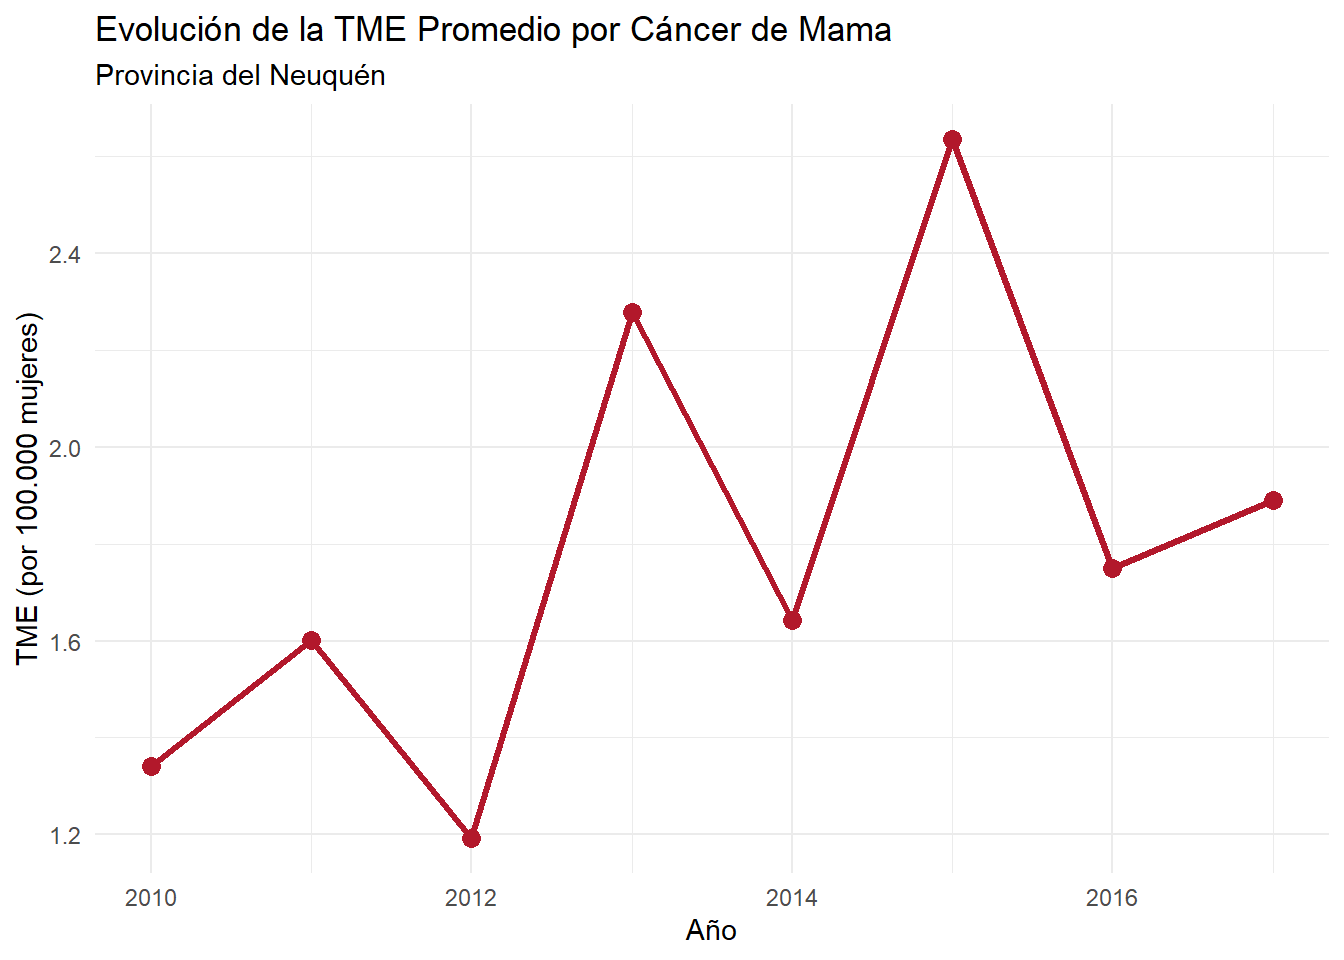 Evolución de la TME Promedio por Cáncer de Mama
Provincia del Neuquén
TME (por 100.000 mujeres)
2.4
2.0
1.6
1.2
2010 2012 2014 2016
Año